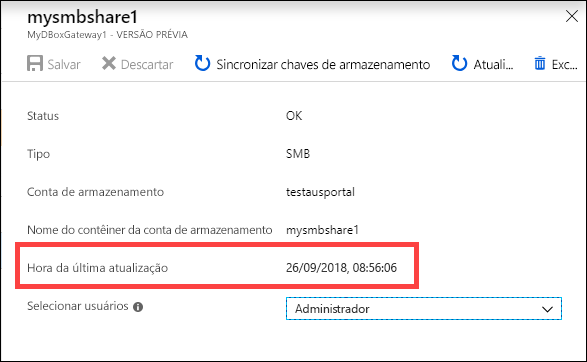 mysmbshare1
MyDBoxGateway1 - VERSÃO PRÉVIA
Salvar Descartar Sincronizar chaves de armazenamento Atuali... Exc...
Status OK
Tipo SMB
Conta de armazenamento testausportal
Nome do contêiner da conta de armazenamento mysmbshare1
Hora da última atualização 26/09/2018, 08:56:06
Selecionar usuários Administrador